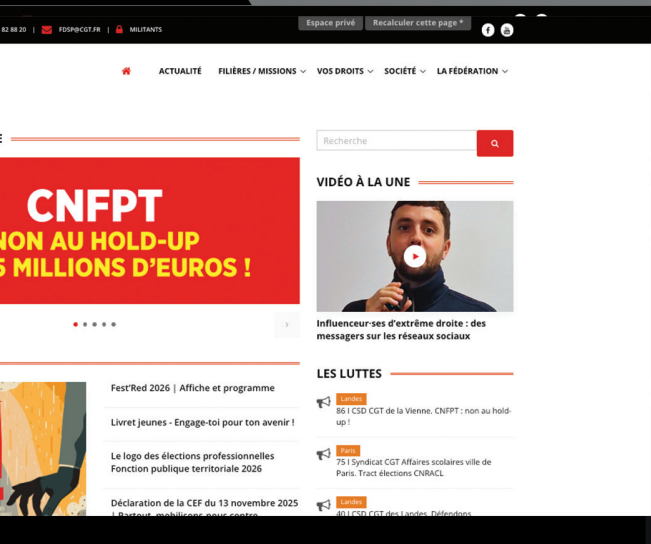 Espace privé Recalculer cette page *
82 88 20 | FDSP@CGT.FR | MILITANTS
ACTUALITÉ FILIÈRES / MISSIONS VOS DROITS SOCIÉTÉ LA FÉDÉRATION
Recherche
CNFPT
NON AU HOLD-UP
5 MILLIONS D'EUROS !
VIDÉO À LA UNE
Influenceur·ses d'extrême droite : des
messagers sur les réseaux sociaux
Fest'Red 2026 | Affiche et programme
Livret jeunes - Engage-toi pour ton avenir !
Le logo des élections professionnelles
Fonction publique territoriale 2026
Déclaration de la CEF du 13 novembre 2025
| Partout, mobilisons-nous contre
LES LUTTES
Landes
86 I CSD CGT de la Vienne. CNFPT : non au hold-
up !
Paris
75 I Syndicat CGT Affaires scolaires ville de
Paris. Tract élections CNRACL
Landes
40 I CSD CGT des Landes. Défendons